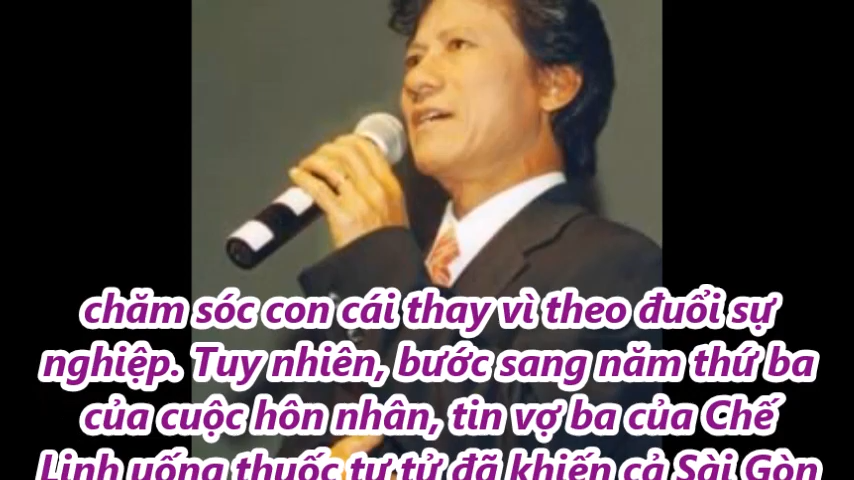 chăm sóc con cái thay vì theo đuổi sự
nghiệp. Tuy nhiên, bước sang năm thứ ba
của cuộc hôn nhân, tin vợ ba của Chế
Linh uống thuốc tự tử đã khiến cả Sài Gòn